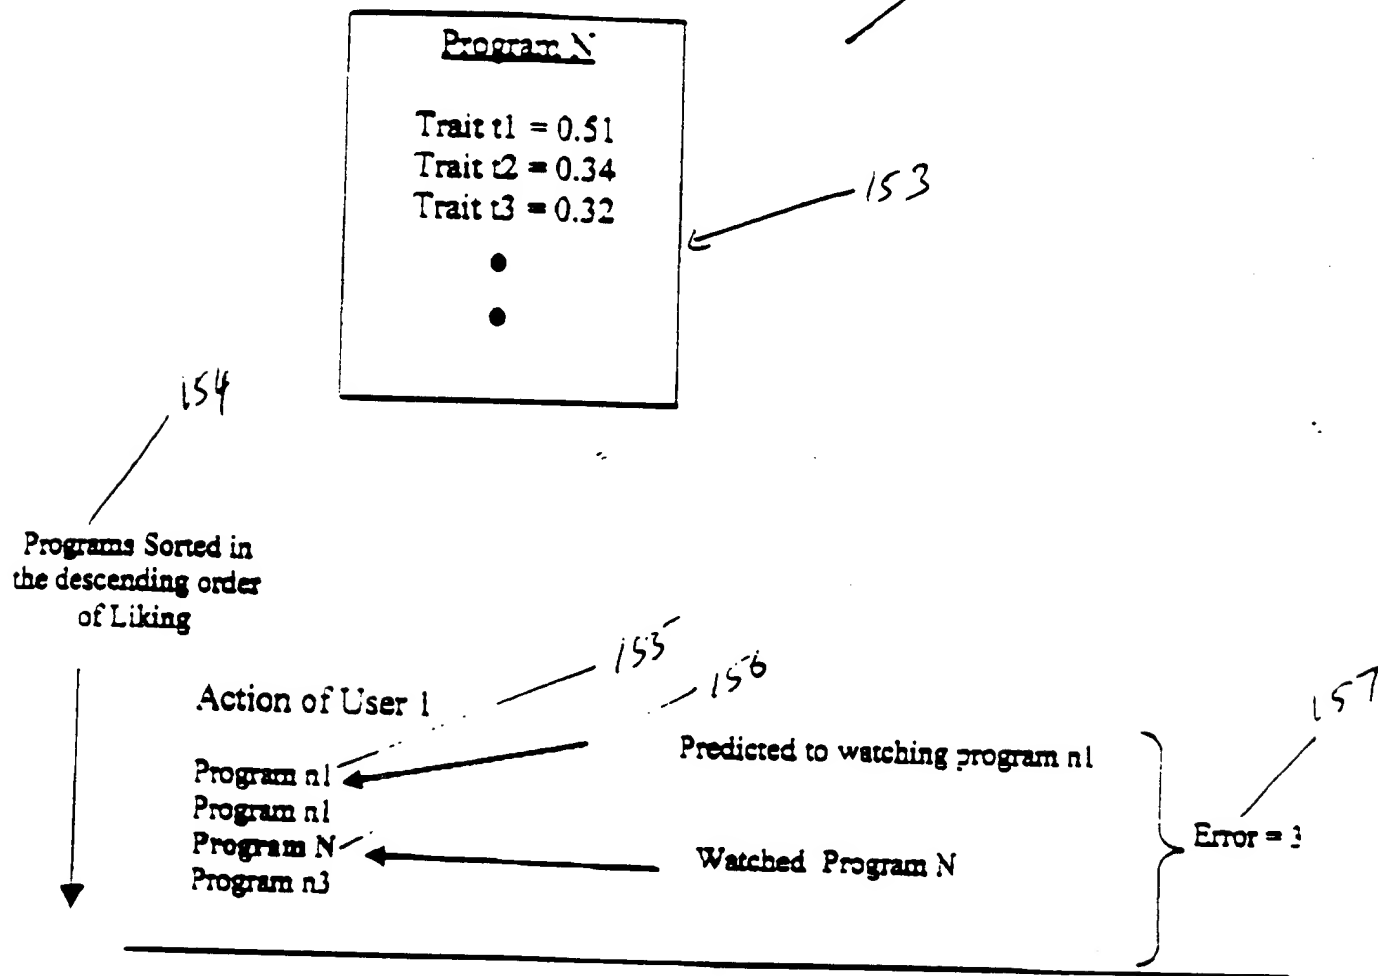 Program N
Trait t1 = 0.51
Trait t2 = 0.34
Trait t3 = 0.32
153
154
Programs Sorted in
the descending order
of Liking
155
156
157
Action of User 1
Predicted to watching program n1
Program n1
Program n1
Program N
Watched Program N
Program n3
Error = 3